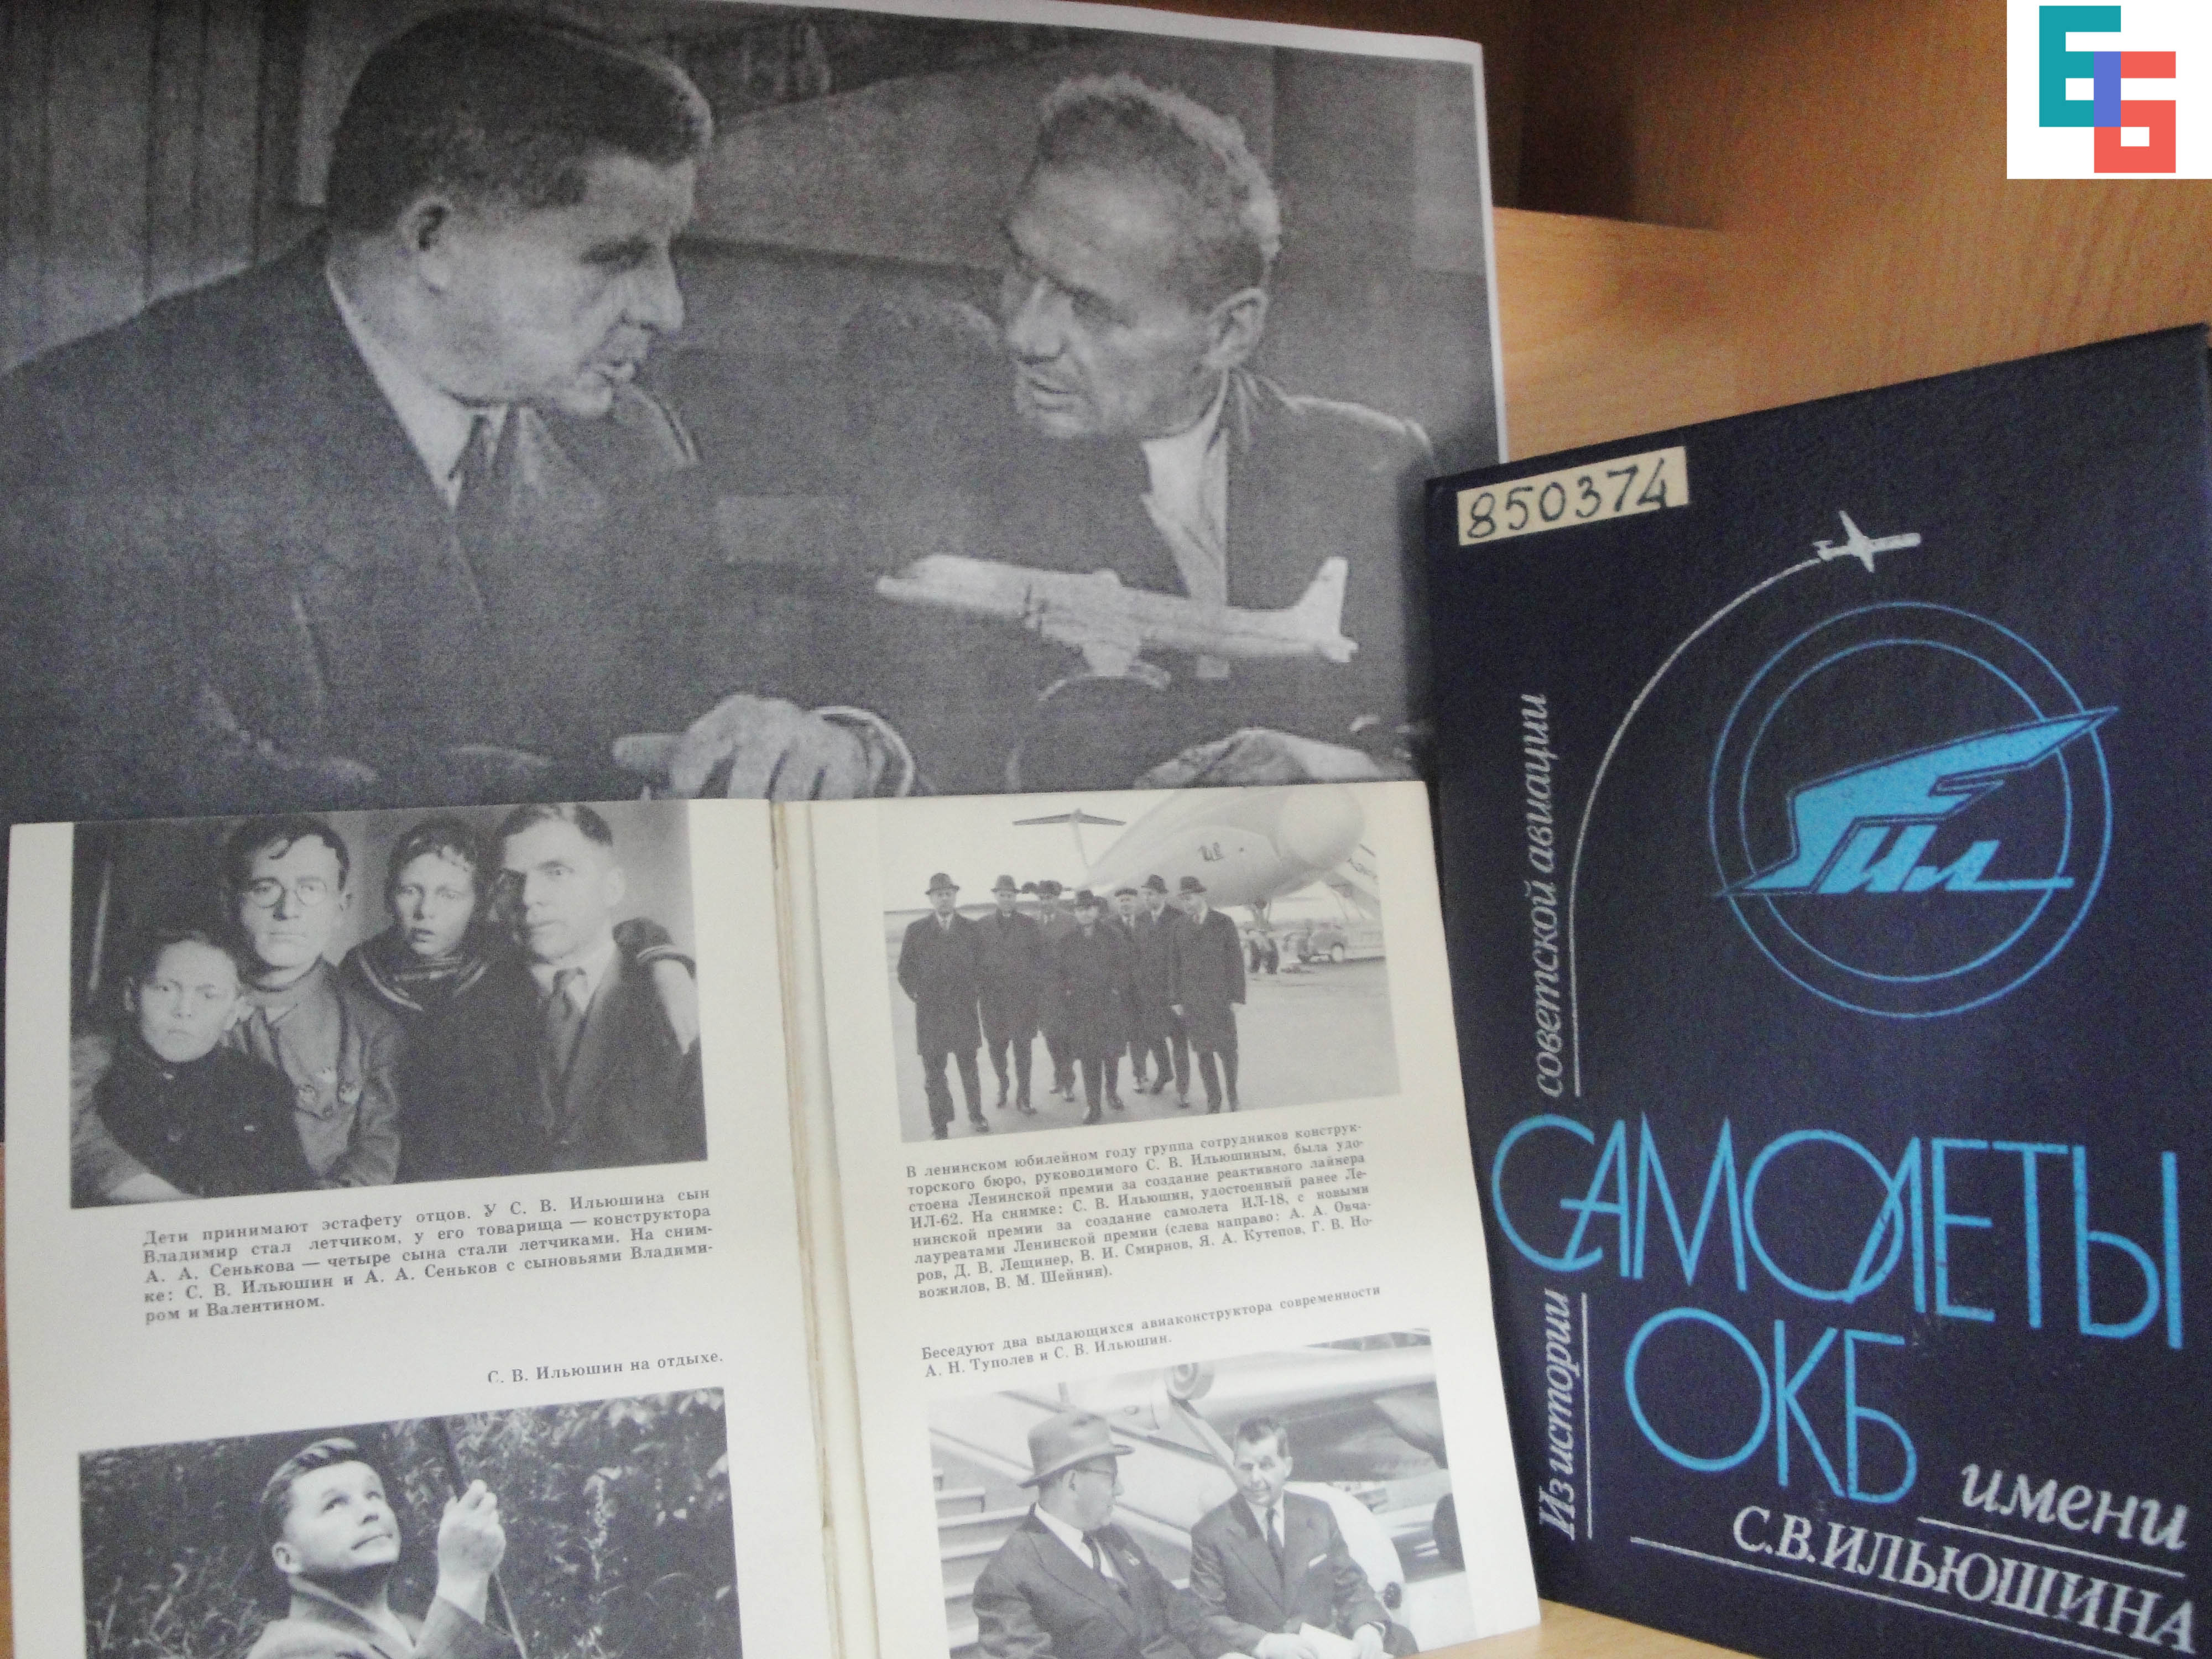 Дети принимают эстафету отцов. У С. В. Ильюшина сын
Владимир стал летчиком, у его товарища — конструктора
А. А. Сенькова — четыре сына стали летчиками. На сним-
ке: С. В. Ильюшин и А. А. Сеньков с сыновьями Владими-
ром и Валентином.
С. В. Ильюшин на отдыхе.
В ленинском юбилейном году группа сотрудников конструк-
торского бюро, руководимого С. В. Ильюшиным, была удо-
стоена Ленинской премии за создание реактивного лайнера
ИЛ-62. На снимке: С. В. Ильюшин, удостоенный ранее Ле-
нинской премии за создание самолета ИЛ-18, с новыми
лауреатами Ленинской премии (слева направо: А. А. Овча-
ров, Д. В. Лещинер, В. И. Смирнов, Я. А. Кутепов, Г. В. Но-
вожилов, В. М. Шейнин).
Беседуют два выдающихся авиаконструктора современности
А. Н. Туполев и С. В. Ильюшин.
850374
Ил
Из истории советской авиации
САМОЛЕТЫ
ОКБ
имени
С.В.ИЛЬЮШИНА
ЕБ